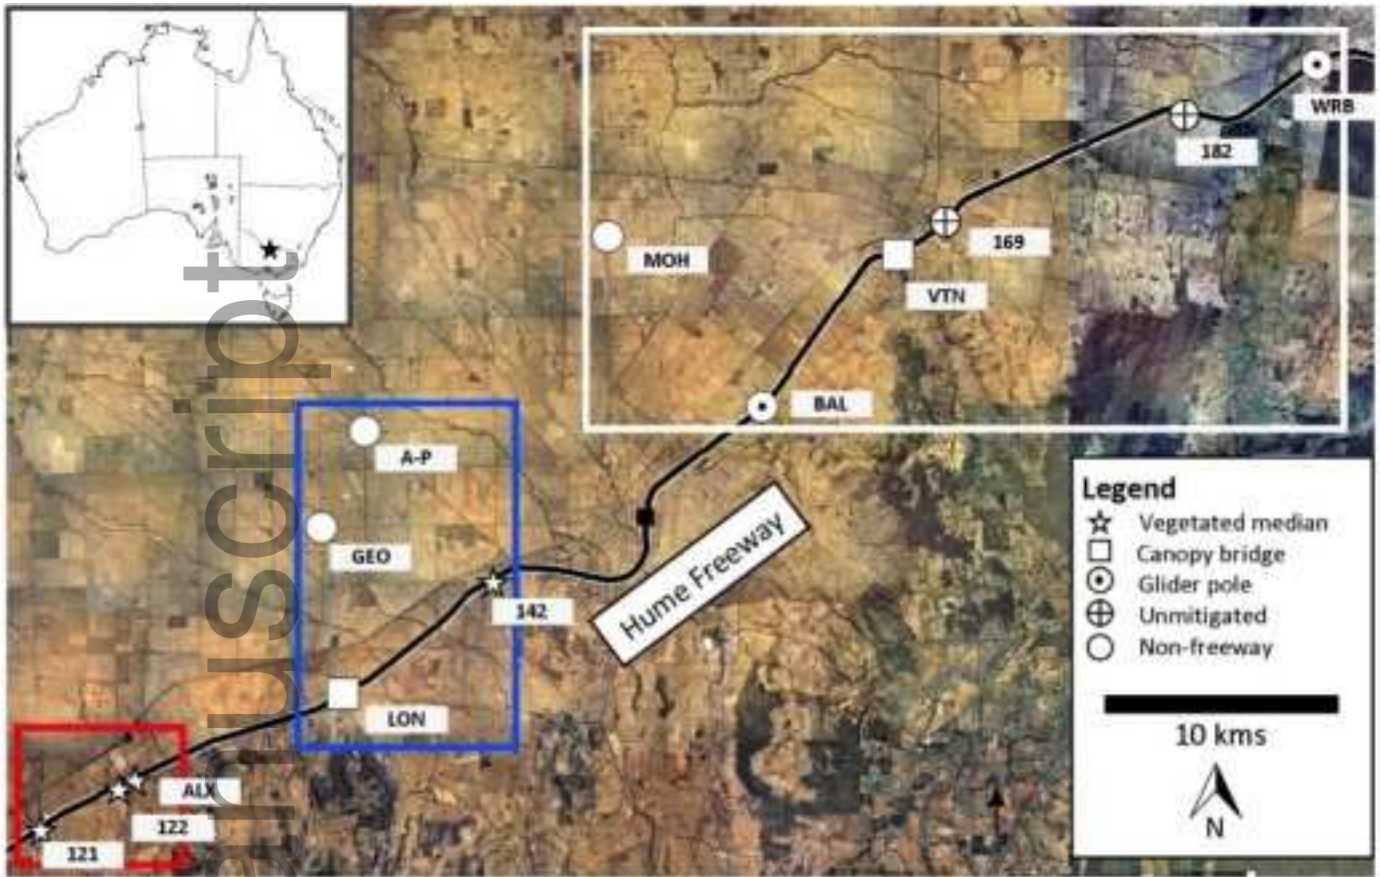 WRB
182
169
MOH
VTN
BAL
A-P
GEO
142
Hume Freeway
LON
ALX
122
121
Legend
Vegetated median
Canopy bridge
Glider pole
Unmitigated
Non-freeway
10 kms
N
anuscript